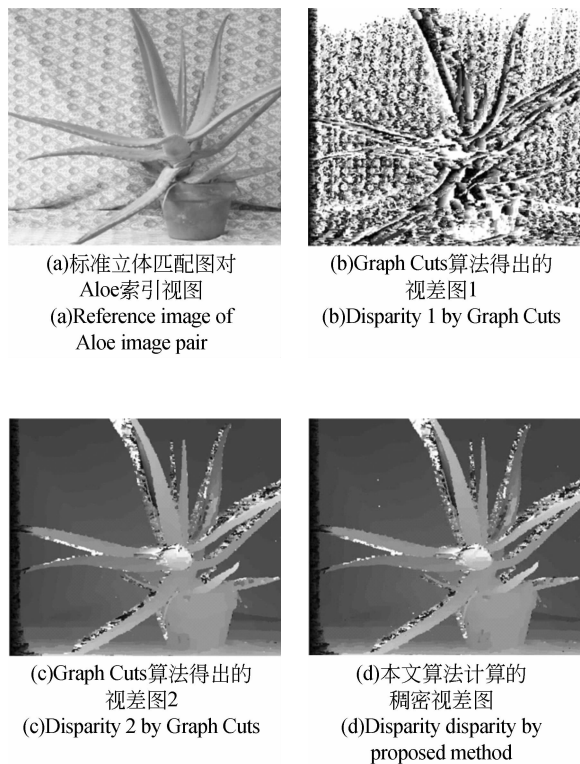 (a)标准立体匹配图对
Aloe索引视图
(a)Reference image of
Aloe image pair
(b)Graph Cuts算法得出的
视差图1
(b)Disparity 1 by Graph Cuts
(c)Graph Cuts算法得出的
视差图2
(c)Disparity 2 by Graph Cuts
(d)本文算法计算的
稠密视差图
(d)Disparity disparity by
proposed method